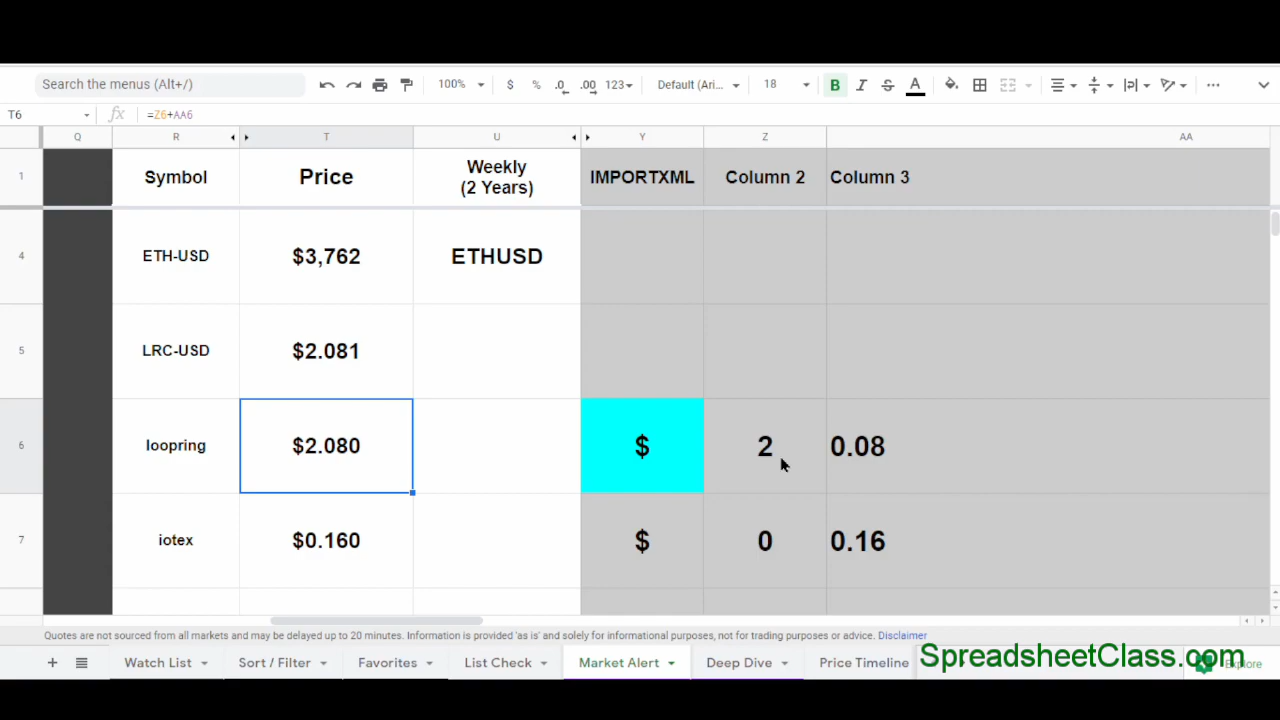 Search the menus (Alt+/)
100%
$
%
.0
.00
123
Default (Ari...
18
B
I
S
A
...
T6
fx
=Z6+AA6
Q
R
T
U
Y
Z
AA
1
Symbol
Price
Weekly
(2 Years)
IMPORTXML
Column 2
Column 3
4
ETH-USD
$3,762
ETHUSD
5
LRC-USD
$2.081
6
loopring
$2.080
$
2
0.08
7
iotex
$0.160
$
0
0.16
Quotes are not sourced from all markets and may be delayed up to 20 minutes. Information is provided 'as is' and solely for informational purposes, not for trading purposes or advice. Disclaimer
+
Watch List
Sort / Filter
Favorites
List Check
Market Alert
Deep Dive
Price Timeline
SpreadsheetClass.com
Explore